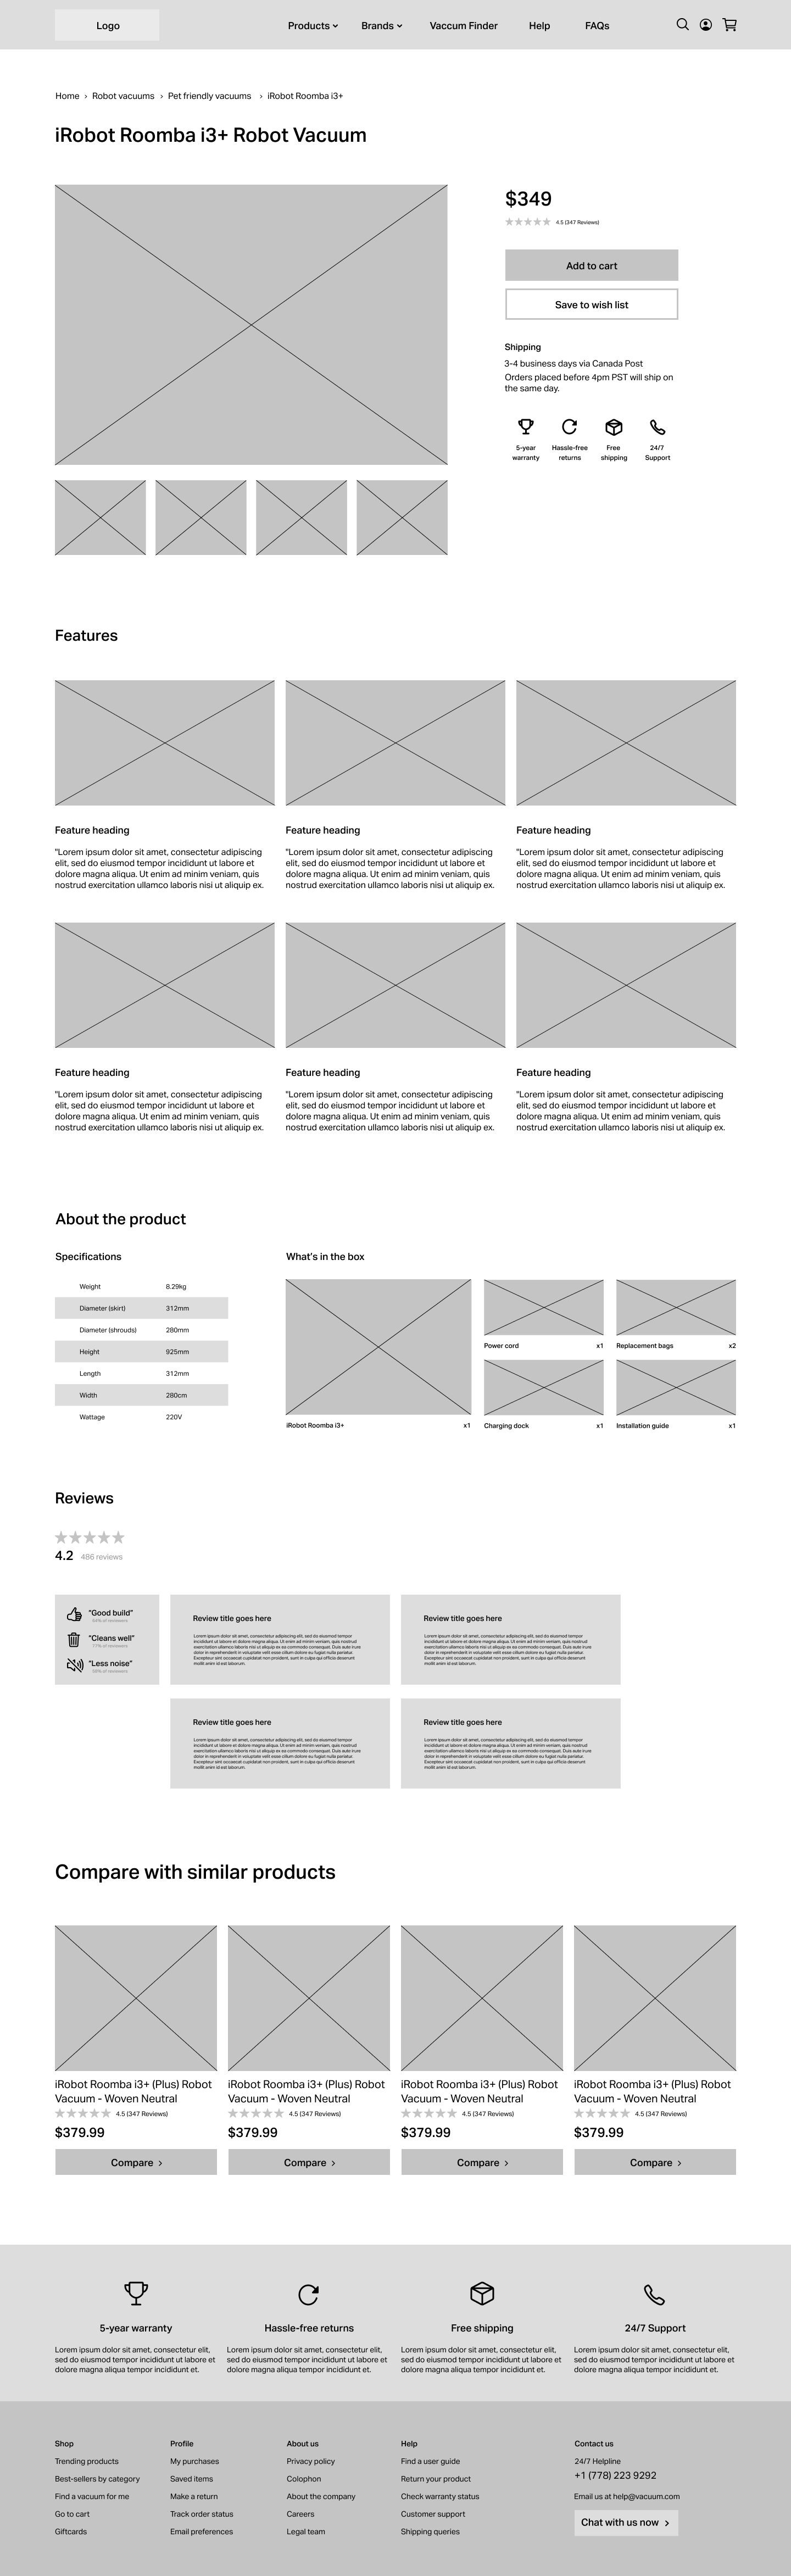 Logo
Products
Brands
Vaccum Finder
Help
FAQs
Home › Robot vacuums › Pet friendly vacuums › iRobot Roomba i3+
iRobot Roomba i3+ Robot Vacuum
$349
4.5 (347 Reviews)
Add to cart
Save to wish list
Shipping
3-4 business days via Canada Post
Orders placed before 4pm PST will ship on
the same day.
5-year
warranty
Hassle-free
returns
Free
shipping
24/7
Support
Features
Feature heading
"Lorem ipsum dolor sit amet, consectetur adipiscing
elit, sed do eiusmod tempor incididunt ut labore et
dolore magna aliqua. Ut enim ad minim veniam, quis
nostrud exercitation ullamco laboris nisi ut aliquip ex.
Feature heading
"Lorem ipsum dolor sit amet, consectetur adipiscing
elit, sed do eiusmod tempor incididunt ut labore et
dolore magna aliqua. Ut enim ad minim veniam, quis
nostrud exercitation ullamco laboris nisi ut aliquip ex.
Feature heading
"Lorem ipsum dolor sit amet, consectetur adipiscing
elit, sed do eiusmod tempor incididunt ut labore et
dolore magna aliqua. Ut enim ad minim veniam, quis
nostrud exercitation ullamco laboris nisi ut aliquip ex.
Feature heading
"Lorem ipsum dolor sit amet, consectetur adipiscing
elit, sed do eiusmod tempor incididunt ut labore et
dolore magna aliqua. Ut enim ad minim veniam, quis
nostrud exercitation ullamco laboris nisi ut aliquip ex.
Feature heading
"Lorem ipsum dolor sit amet, consectetur adipiscing
elit, sed do eiusmod tempor incididunt ut labore et
dolore magna aliqua. Ut enim ad minim veniam, quis
nostrud exercitation ullamco laboris nisi ut aliquip ex.
Feature heading
"Lorem ipsum dolor sit amet, consectetur adipiscing
elit, sed do eiusmod tempor incididunt ut labore et
dolore magna aliqua. Ut enim ad minim veniam, quis
nostrud exercitation ullamco laboris nisi ut aliquip ex.
About the product
Specifications
Weight 8.29kg
Diameter (skirt) 312mm
Diameter (shrouds) 280mm
Height 925mm
Length 312mm
Width 280cm
Wattage 220V
What's in the box
iRobot Roomba i3+ x1
Power cord x1
Replacement bags x2
Charging dock x1
Installation guide x1
Reviews
4.2 486 reviews
"Good build"
of reviewers
"Cleans well"
of reviewers
"Less noise"
of reviewers
Review title goes here
Lorem ipsum dolor sit amet, consectetur adipiscing elit, sed do eiusmod tempor
incididunt ut labore et dolore magna aliqua. Ut enim ad minim veniam, quis nostrud
exercitation ullamco laboris nisi ut aliquip ex ea commodo consequat. Duis aute irure
dolor in reprehenderit in voluptate velit esse cillum dolore eu fugiat nulla pariatur.
Excepteur sint occaecat cupidatat non proident, sunt in culpa qui officia deserunt
mollit anim id est laborum.
Review title goes here
Lorem ipsum dolor sit amet, consectetur adipiscing elit, sed do eiusmod tempor
incididunt ut labore et dolore magna aliqua. Ut enim ad minim veniam, quis nostrud
exercitation ullamco laboris nisi ut aliquip ex ea commodo consequat. Duis aute irure
dolor in reprehenderit in voluptate velit esse cillum dolore eu fugiat nulla pariatur.
Excepteur sint occaecat cupidatat non proident, sunt in culpa qui officia deserunt
mollit anim id est laborum.
Review title goes here
Lorem ipsum dolor sit amet, consectetur adipiscing elit, sed do eiusmod tempor
incididunt ut labore et dolore magna aliqua. Ut enim ad minim veniam, quis nostrud
exercitation ullamco laboris nisi ut aliquip ex ea commodo consequat. Duis aute irure
dolor in reprehenderit in voluptate velit esse cillum dolore eu fugiat nulla pariatur.
Excepteur sint occaecat cupidatat non proident, sunt in culpa qui officia deserunt
mollit anim id est laborum.
Review title goes here
Lorem ipsum dolor sit amet, consectetur adipiscing elit, sed do eiusmod tempor
incididunt ut labore et dolore magna aliqua. Ut enim ad minim veniam, quis nostrud
exercitation ullamco laboris nisi ut aliquip ex ea commodo consequat. Duis aute irure
dolor in reprehenderit in voluptate velit esse cillum dolore eu fugiat nulla pariatur.
Excepteur sint occaecat cupidatat non proident, sunt in culpa qui officia deserunt
mollit anim id est laborum.
Compare with similar products
iRobot Roomba i3+ (Plus) Robot
Vacuum - Woven Neutral
4.5 (347 Reviews)
$379.99
Compare ›
iRobot Roomba i3+ (Plus) Robot
Vacuum - Woven Neutral
4.5 (347 Reviews)
$379.99
Compare ›
iRobot Roomba i3+ (Plus) Robot
Vacuum - Woven Neutral
4.5 (347 Reviews)
$379.99
Compare ›
iRobot Roomba i3+ (Plus) Robot
Vacuum - Woven Neutral
4.5 (347 Reviews)
$379.99
Compare ›
5-year warranty
Lorem ipsum dolor sit amet, consectetur elit,
sed do eiusmod tempor incididunt ut labore et
dolore magna aliqua tempor incididunt et.
Hassle-free returns
Lorem ipsum dolor sit amet, consectetur elit,
sed do eiusmod tempor incididunt ut labore et
dolore magna aliqua tempor incididunt et.
Free shipping
Lorem ipsum dolor sit amet, consectetur elit,
sed do eiusmod tempor incididunt ut labore et
dolore magna aliqua tempor incididunt et.
24/7 Support
Lorem ipsum dolor sit amet, consectetur elit,
sed do eiusmod tempor incididunt ut labore et
dolore magna aliqua tempor incididunt et.
Shop
Trending products
Best-sellers by category
Find a vacuum for me
Go to cart
Giftcards
Profile
My purchases
Saved items
Make a return
Track order status
Email preferences
About us
Privacy policy
Colophon
About the company
Careers
Legal team
Help
Find a user guide
Return your product
Check warranty status
Customer support
Shipping queries
Contact us
24/7 Helpline
+1 (778) 223 9292
Email us at help@vacuum.com
Chat with us now ›